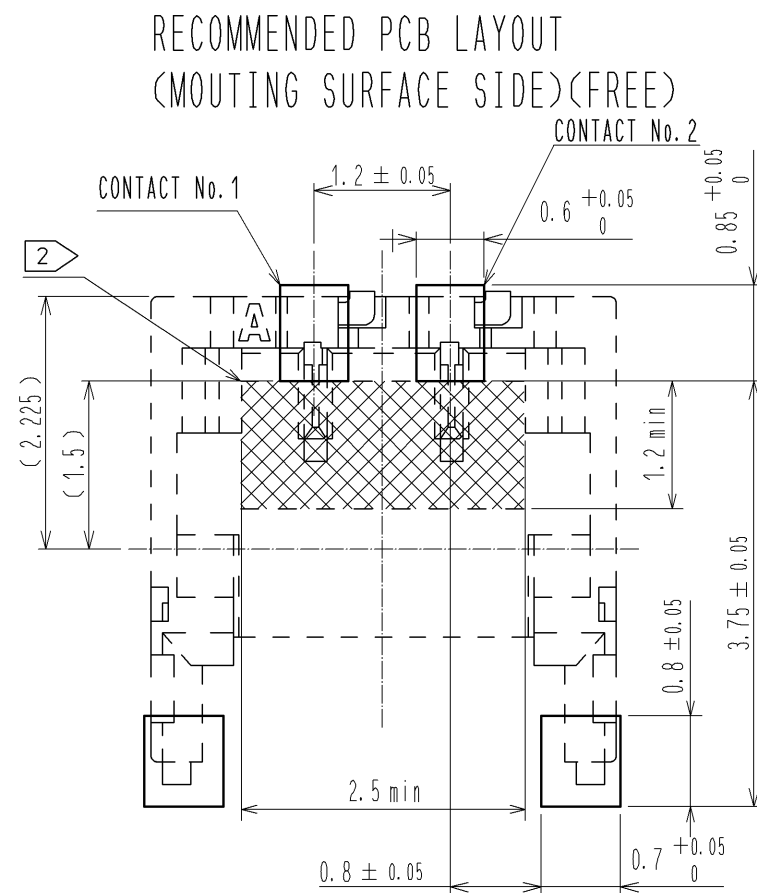 RECOMMENDED PCB LAYOUT
(MOUTING SURFACE SIDE)(FREE)
CONTACT No.2
CONTACT No.1
1.2 ± 0.05
0.6 +0.05 0
0.85 +0.05 0
2
A
(2.225)
(1.5)
1.2 min
3.75 ± 0.05
0.8 ±0.05
2.5 min
0.8 ± 0.05
0.7 +0.05 0